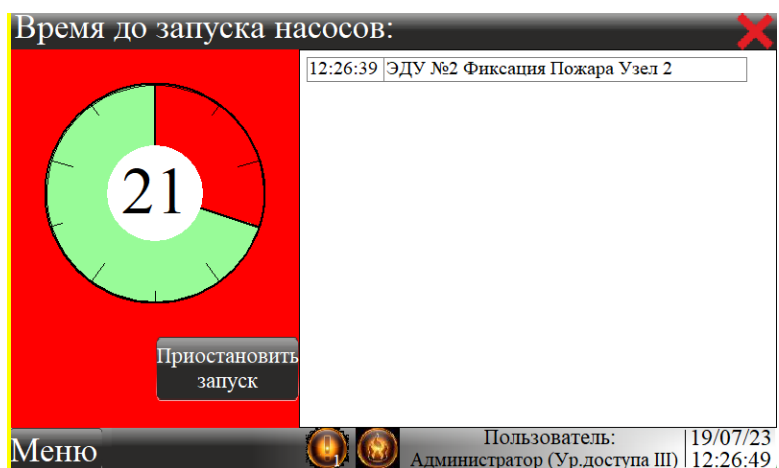 Время до запуска насосов:
12:26:39 ЭДУ №2 Фиксация Пожара Узел 2
21
Приостановить
запуск
Меню
1
Пользователь:
Администратор (Ур.доступа III)
19/07/23
12:26:49